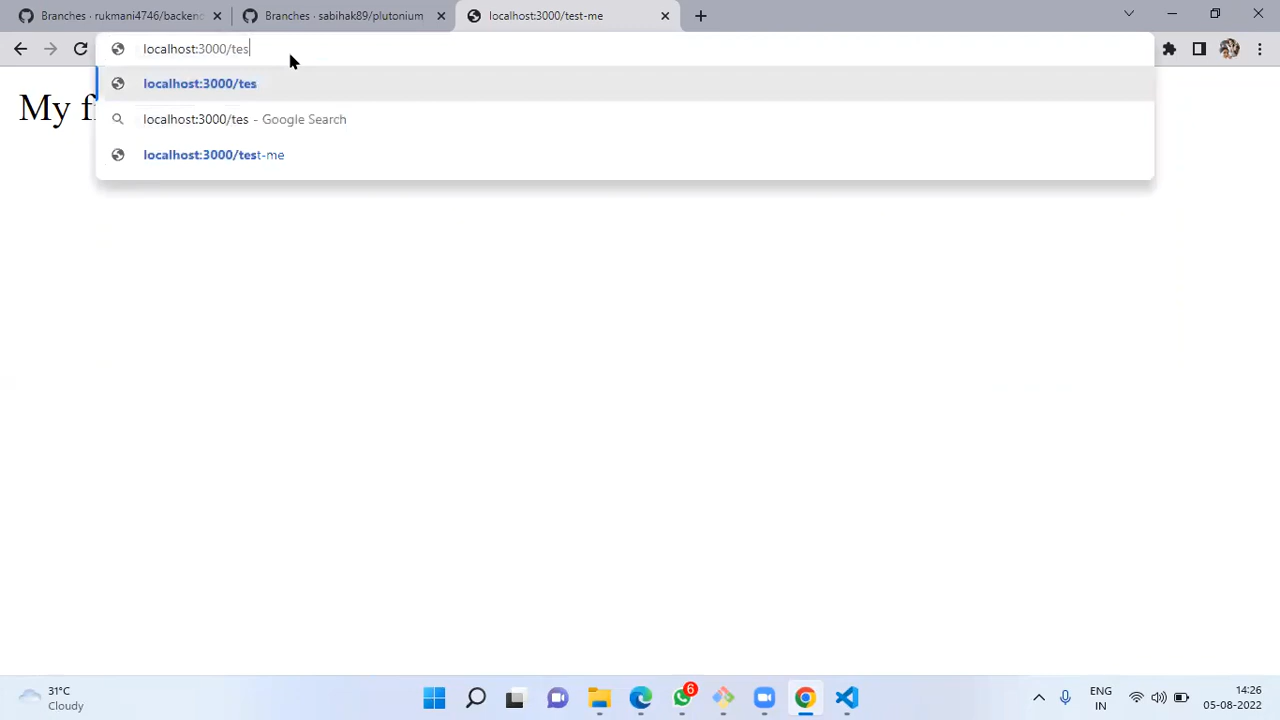 Branches · rukmani4746/backend
Branches · sabihak89/plutonium
localhost:3000/test-me
localhost:3000/tes
localhost:3000/tes
localhost:3000/tes - Google Search
localhost:3000/test-me
My f
6
31°C
Cloudy
ENG
IN
14:26
05-08-2022